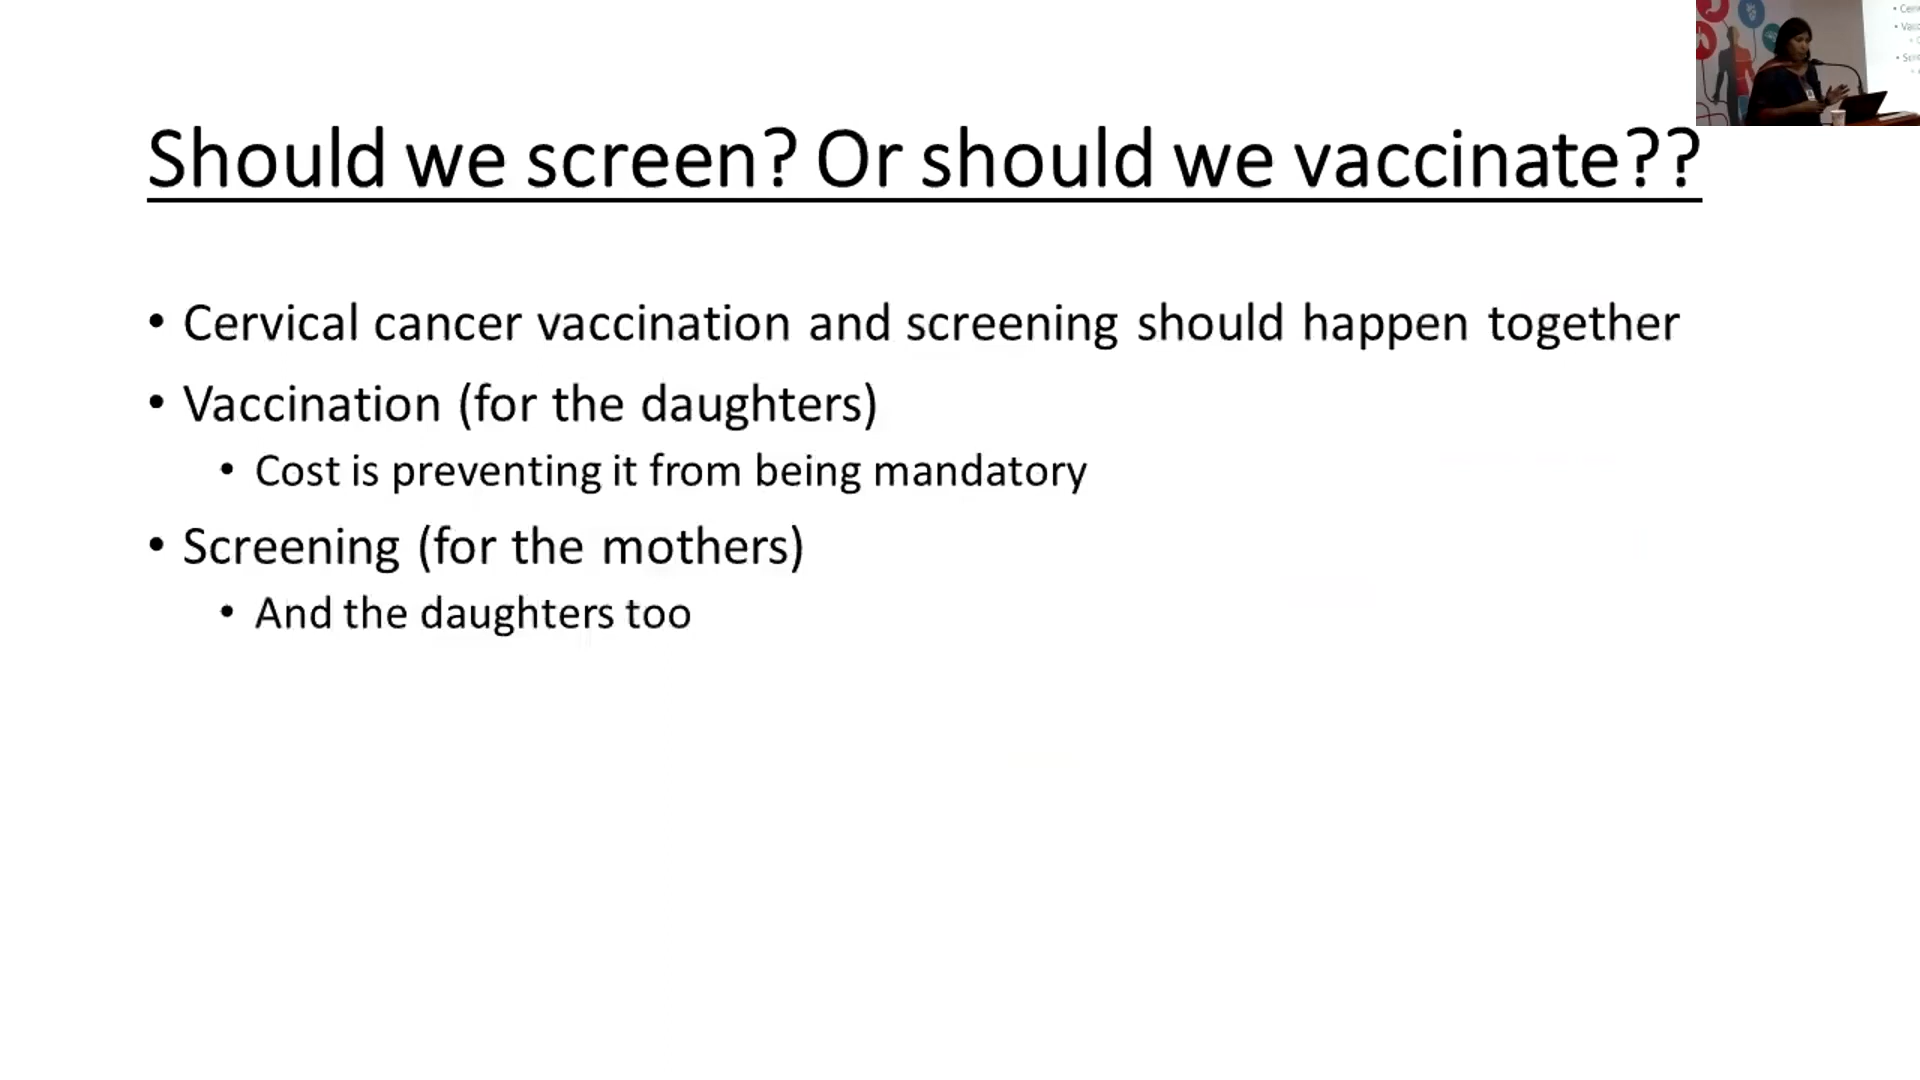 Should we screen? Or should we vaccinate??
• Cervical cancer vaccination and screening should happen together
• Vaccination (for the daughters)
• Cost is preventing it from being mandatory
• Screening (for the mothers)
• And the daughters too